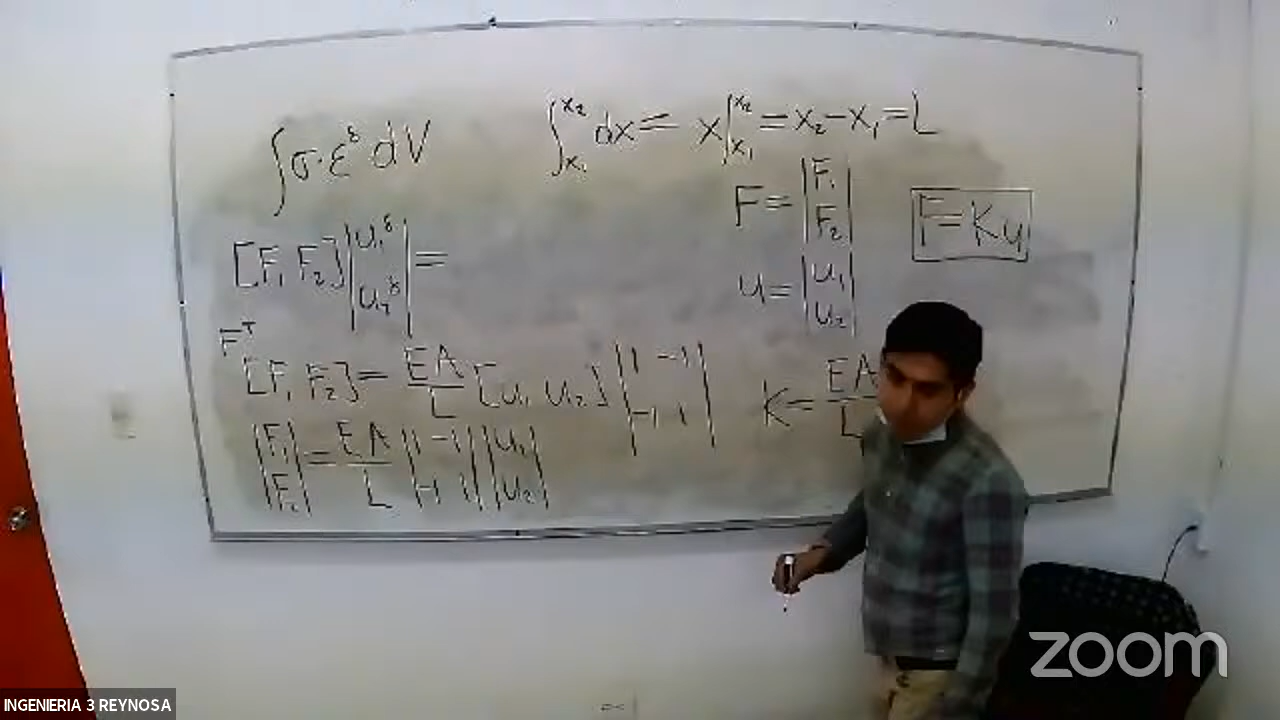 ∫σ·ε^δ dV
∫_{x₁}^{x₂} dx = x|_{x₁}^{x₂} = x₂-x₁=L
F=|F₁ F₂|
F=Ku
[F₁ F₂]|u₁^δ u₂^δ|=
u=|u₁ u₂|
F^T
[F₁ F₂]=EA/L [u₁ u₂]|1 -1 -1 1|
K=EA/L
|F₁ F₂|=EA/L |1 -1 -1 1||u₁ u₂|
zoom
INGENIERIA 3 REYNOSA